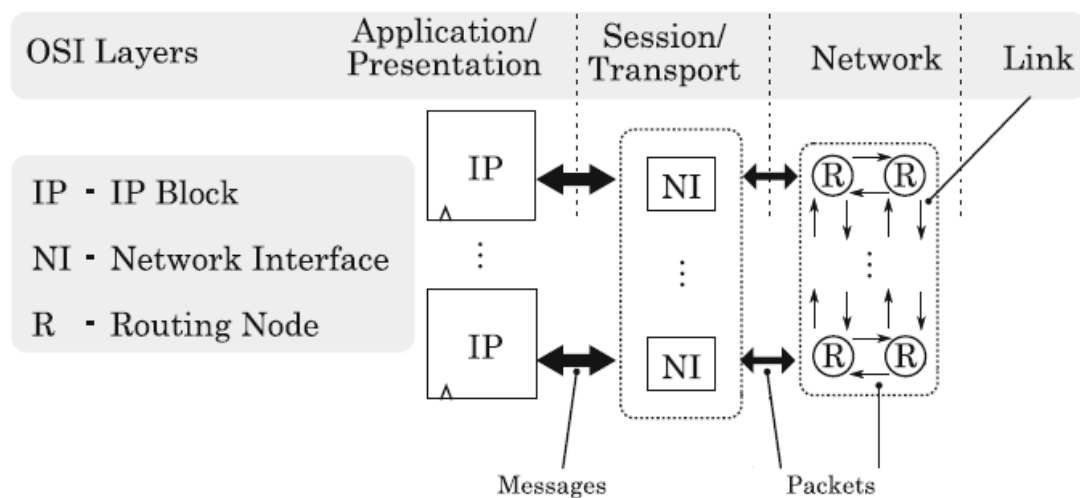 OSI Layers
Application/
Presentation
Session/
Transport
Network
Link
IP - IP Block
NI - Network Interface
R - Routing Node
IP
NI
R
R
IP
NI
R
R
Messages
Packets